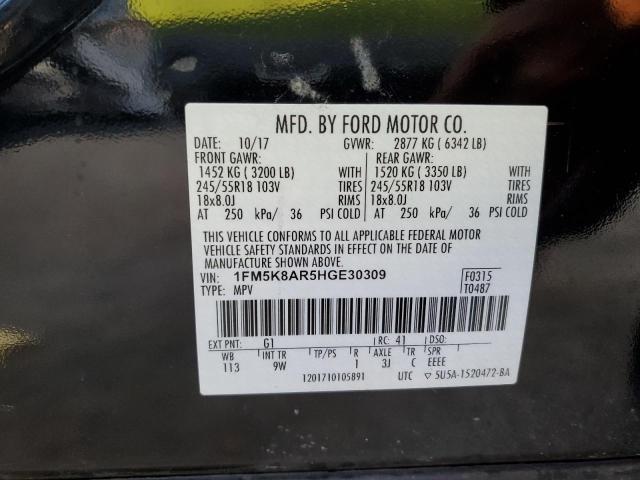 MFD. BY FORD MOTOR CO.
DATE: 10/17 GVWR: 2877 KG ( 6342 LB)
FRONT GAWR: REAR GAWR:
1452 KG ( 3200 LB) WITH 1520 KG ( 3350 LB) WITH
245/55R18 103V TIRES 245/55R18 103V TIRES
18x8.0J RIMS 18x8.0J RIMS
AT 250 kPa/ 36 PSI COLD AT 250 kPa/ 36 PSI COLD
THIS VEHICLE CONFORMS TO ALL APPLICABLE FEDERAL MOTOR
VEHICLE SAFETY STANDARDS IN EFFECT ON THE DATE OF
MANUFACTURE SHOWN ABOVE.
VIN: 1FM5K8AR5HGE30309 F0315
TYPE: MPV T0487
EXT PNT: G1 RC: 41 DSO:
WB INT TR TP/PS R AXLE TR SPR
113 9W 1 3J C EEEE
1201710105891 UTC ▽ 5U5A-1520472-BA